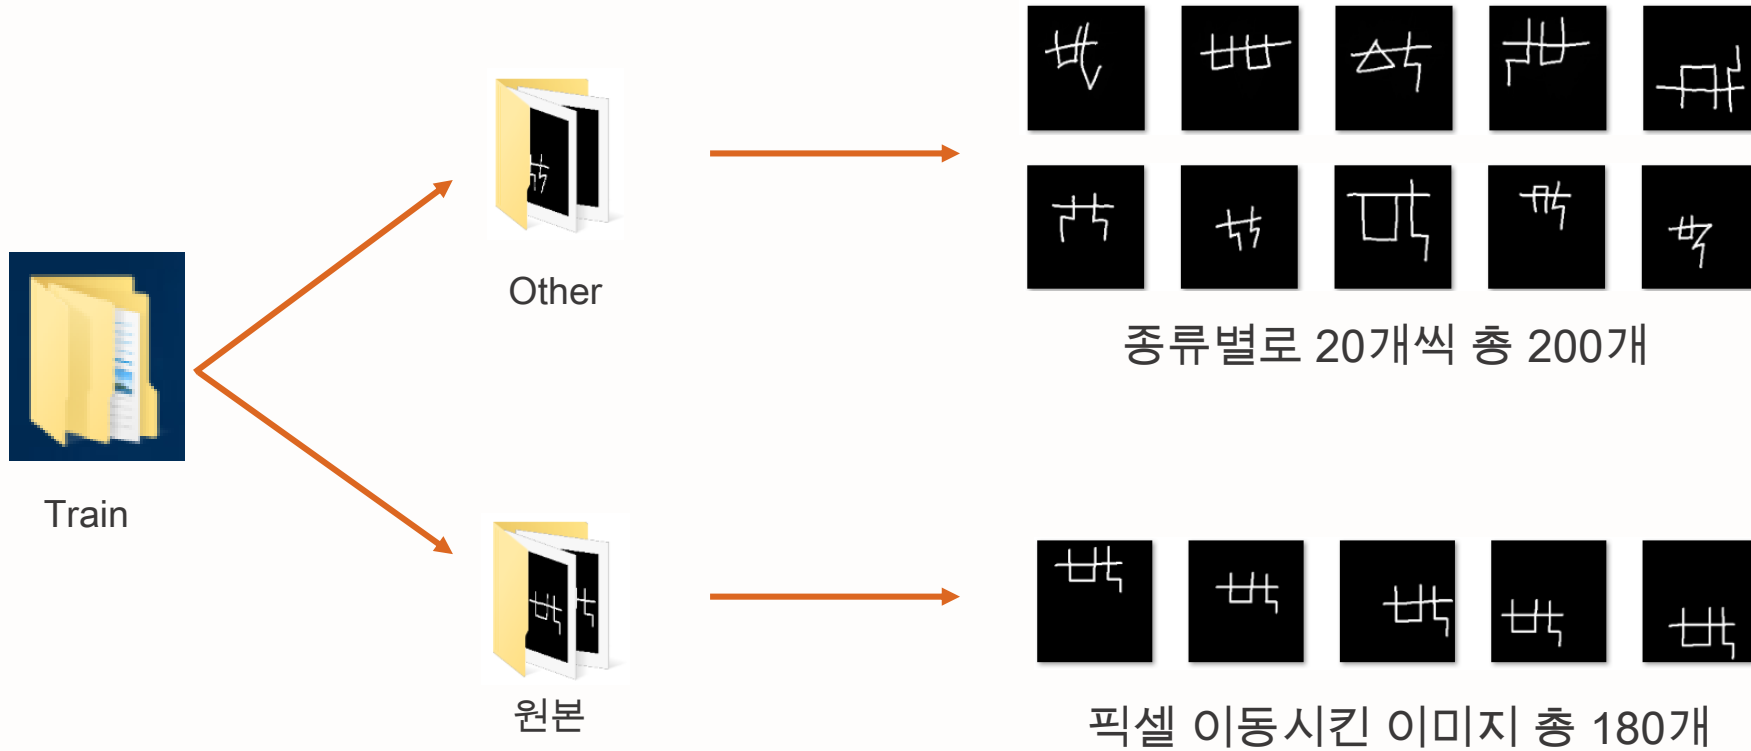 Train
Other
종류별로 20개씩 총 200개
원본
픽셀 이동시킨 이미지 총 180개